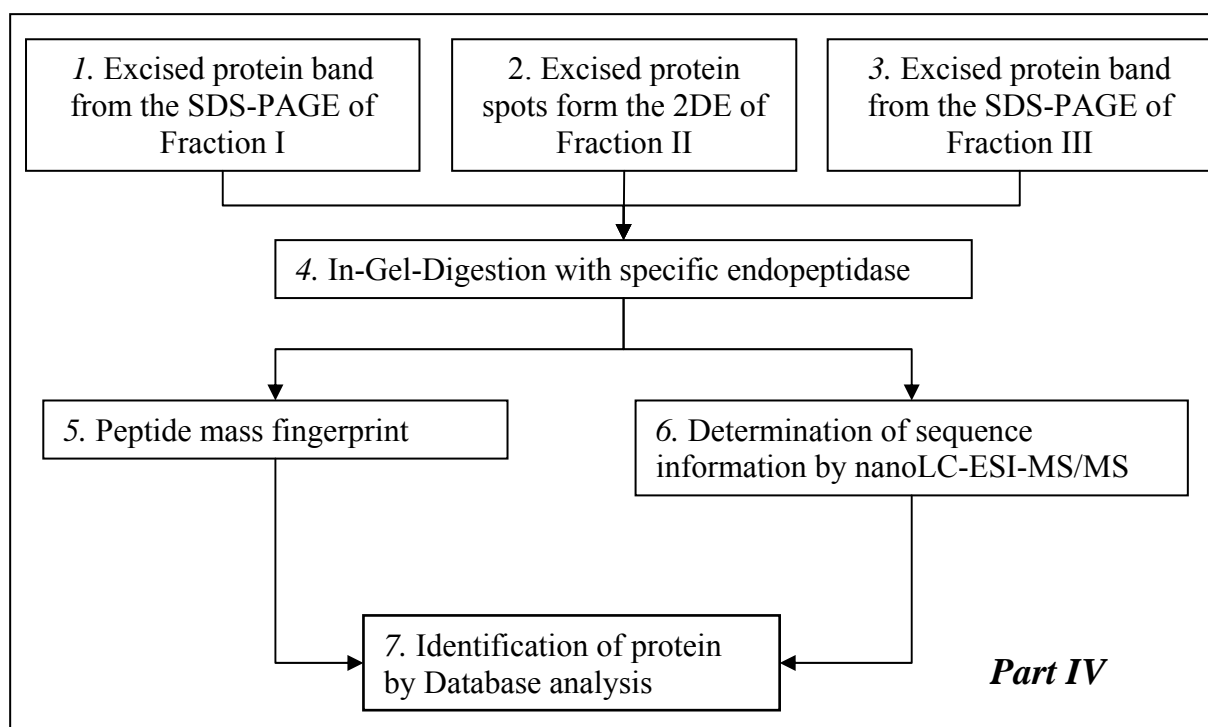 1. Excised protein band
from the SDS-PAGE of
Fraction I
2. Excised protein
spots form the 2DE of
Fraction II
3. Excised protein band
from the SDS-PAGE of
Fraction III
4. In-Gel-Digestion with specific endopeptidase
5. Peptide mass fingerprint
6. Determination of sequence
information by nanoLC-ESI-MS/MS
7. Identification of protein
by Database analysis
Part IV